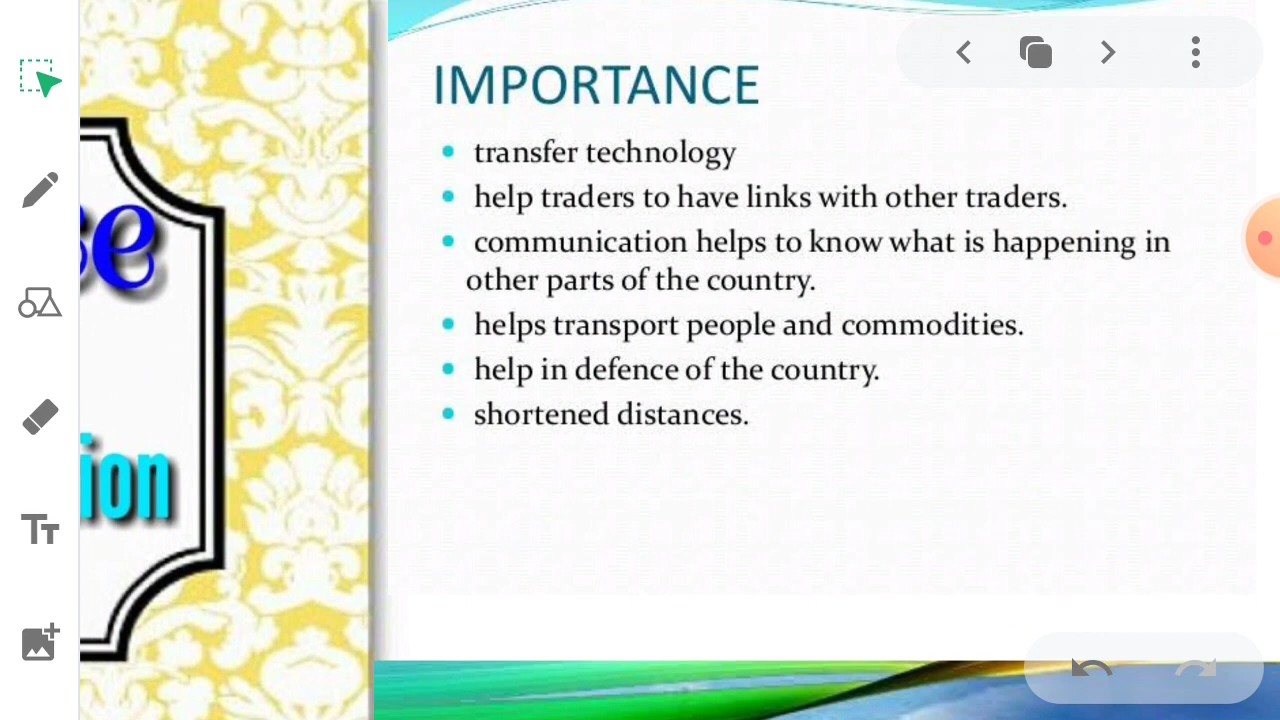 se
ion
IMPORTANCE
• transfer technology
• help traders to have links with other traders.
• communication helps to know what is happening in
other parts of the country.
• helps transport people and commodities.
• help in defence of the country.
• shortened distances.
TT